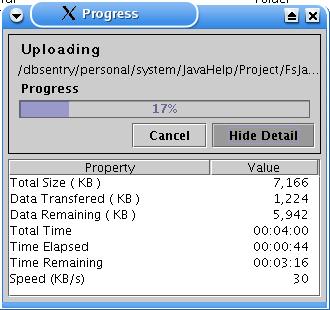 Folder
Progress
Uploading
/dbsentry/personal/system/JavaHelp/Project/FsJa...
Progress
17%
Cancel Hide Detail
Property Value
Total Size ( KB ) 7,166
Data Transfered ( KB ) 1,224
Data Remaining ( KB ) 5,942
Total Time 00:04:00
Time Elapsed 00:00:44
Time Remaining 00:03:16
Speed (KB/s) 30